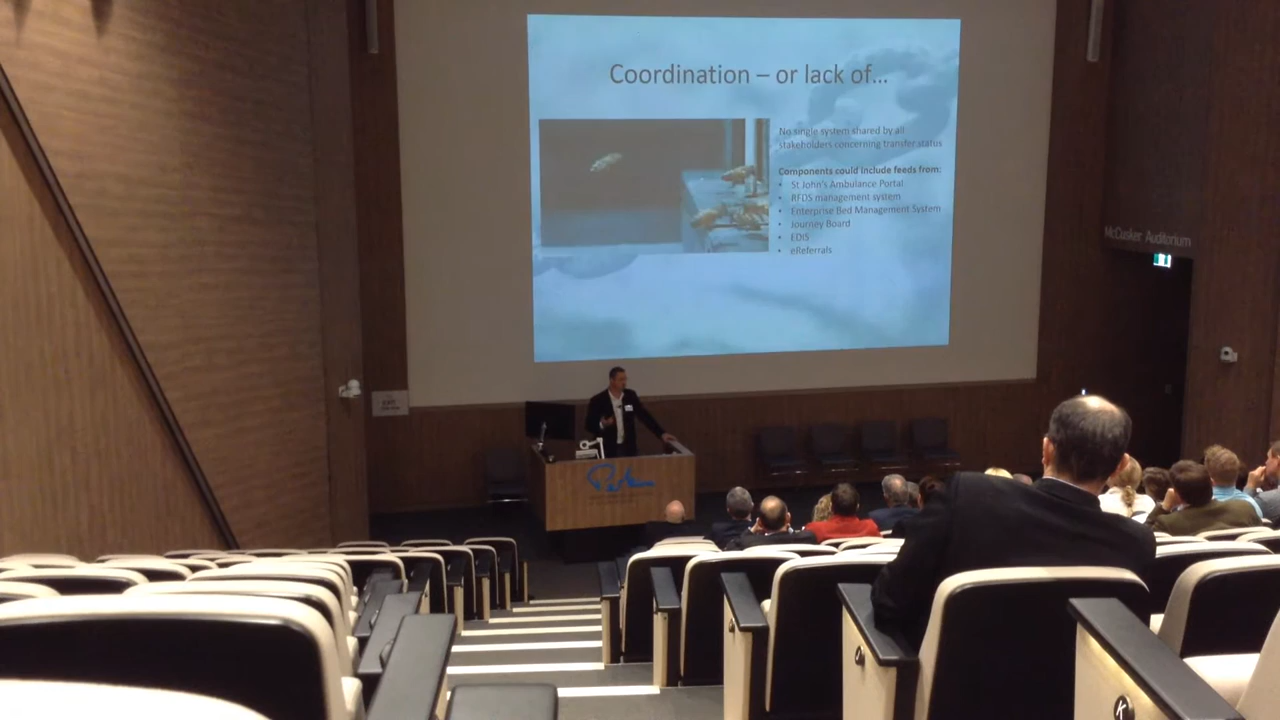 Coordination – or lack of...
No single system shared by all
stakeholders concerning transfer status
Components could include feeds from:
• St John's Ambulance Portal
• RFDS management system
• Enterprise Bed Management System
• Journey Board
• EDIS
• eReferrals
McCusker Auditorium
K